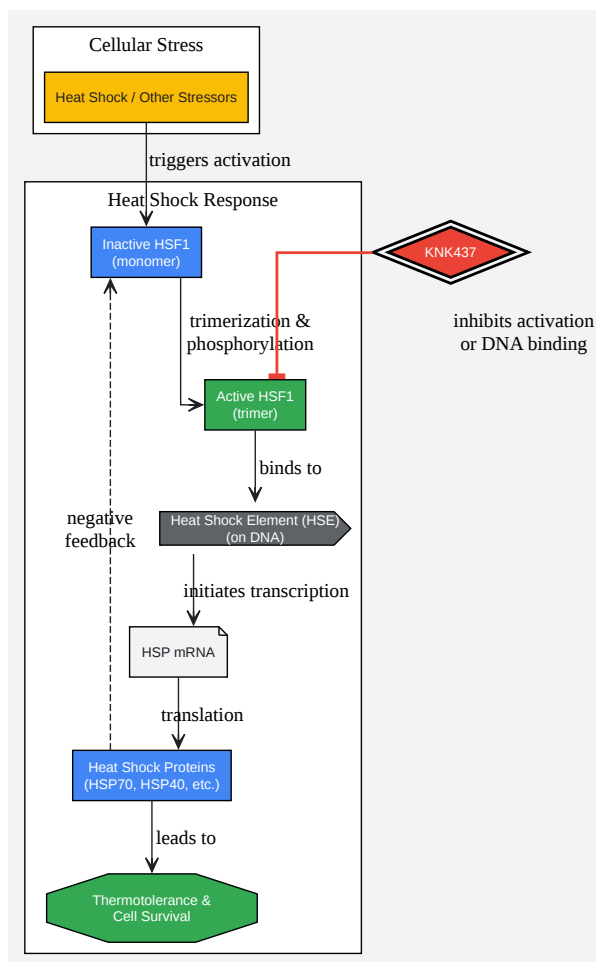 Cellular Stress
Heat Shock / Other Stressors
triggers activation
Heat Shock Response
Inactive HSF1
(monomer)
KNK437
trimerization &
phosphorylation
inhibits activation
or DNA binding
Active HSF1
(trimer)
binds to
negative
feedback
Heat Shock Element (HSE)
(on DNA)
initiates transcription
HSP mRNA
translation
Heat Shock Proteins
(HSP70, HSP40, etc.)
leads to
Thermotolerance &
Cell Survival